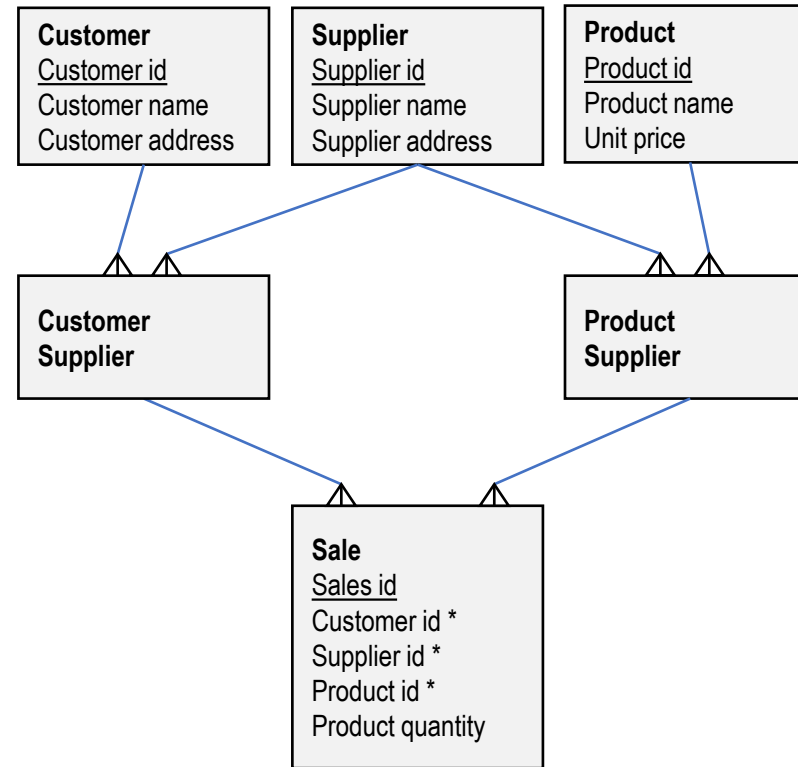 Customer
Customer id
Customer name
Customer address
Supplier
Supplier id
Supplier name
Supplier address
Product
Product id
Product name
Unit price
Customer
Supplier
Product
Supplier
Sale
Sales id
Customer id *
Supplier id *
Product id *
Product quantity